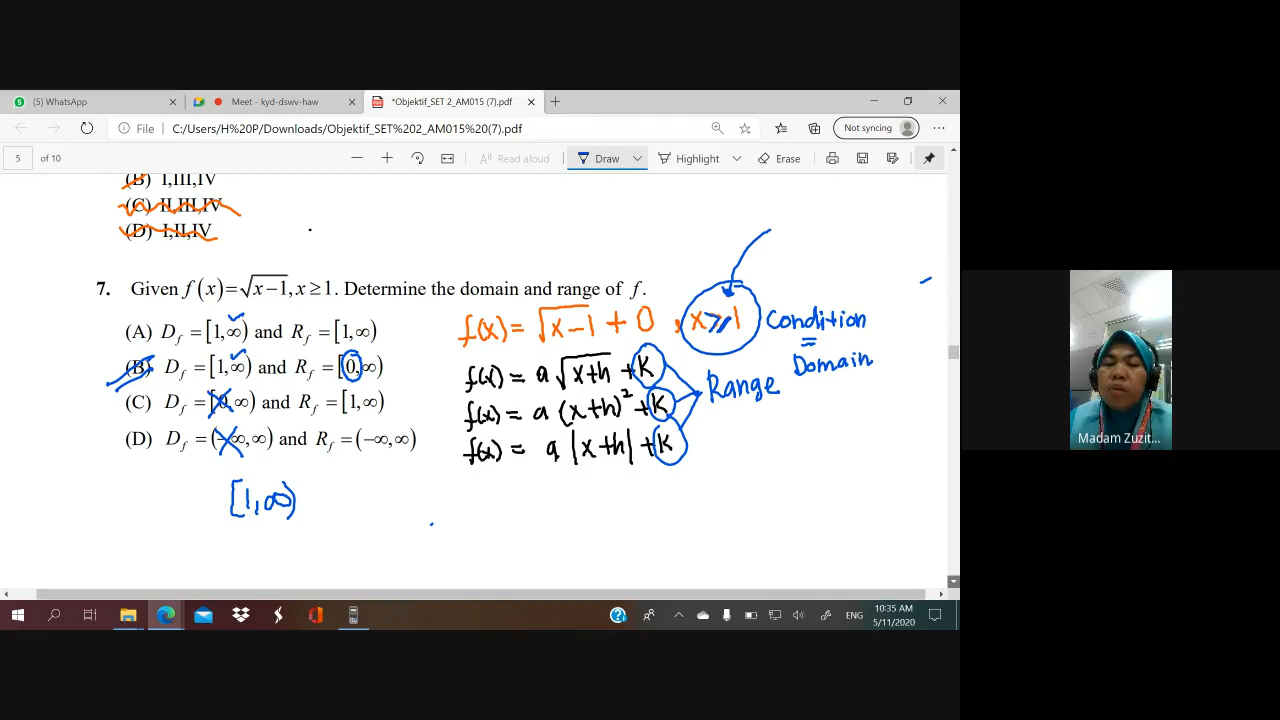 (5) WhatsApp
Meet - kyd-dswv-haw
*Objektif_SET 2_AM015 (7).pdf
File
C:/Users/H%20P/Downloads/Objektif_SET%202_AM015%20(7).pdf
Not syncing
5 of 10
Read aloud
Draw
Highlight
Erase
(B) I,III,IV
(C) II,III,IV
(D) I,II,IV
7. Given f(x)=√x−1, x≥1. Determine the domain and range of f.
(A) D_f = [1,∞) and R_f = [1,∞)
(B) D_f = [1,∞) and R_f = [0,∞)
(C) D_f = [0,∞) and R_f = [1,∞)
(D) D_f = (−∞,∞) and R_f = (−∞,∞)
[1,∞)
f(x) = √x−1 + 0, x ≥ 1
Condition
=
Domain
f(x) = a√x+h + K
f(x) = a(x+h)² + K
f(x) = a|x+h| + K
Range
Madam Zuzit...
ENG
10:35 AM
5/11/2020